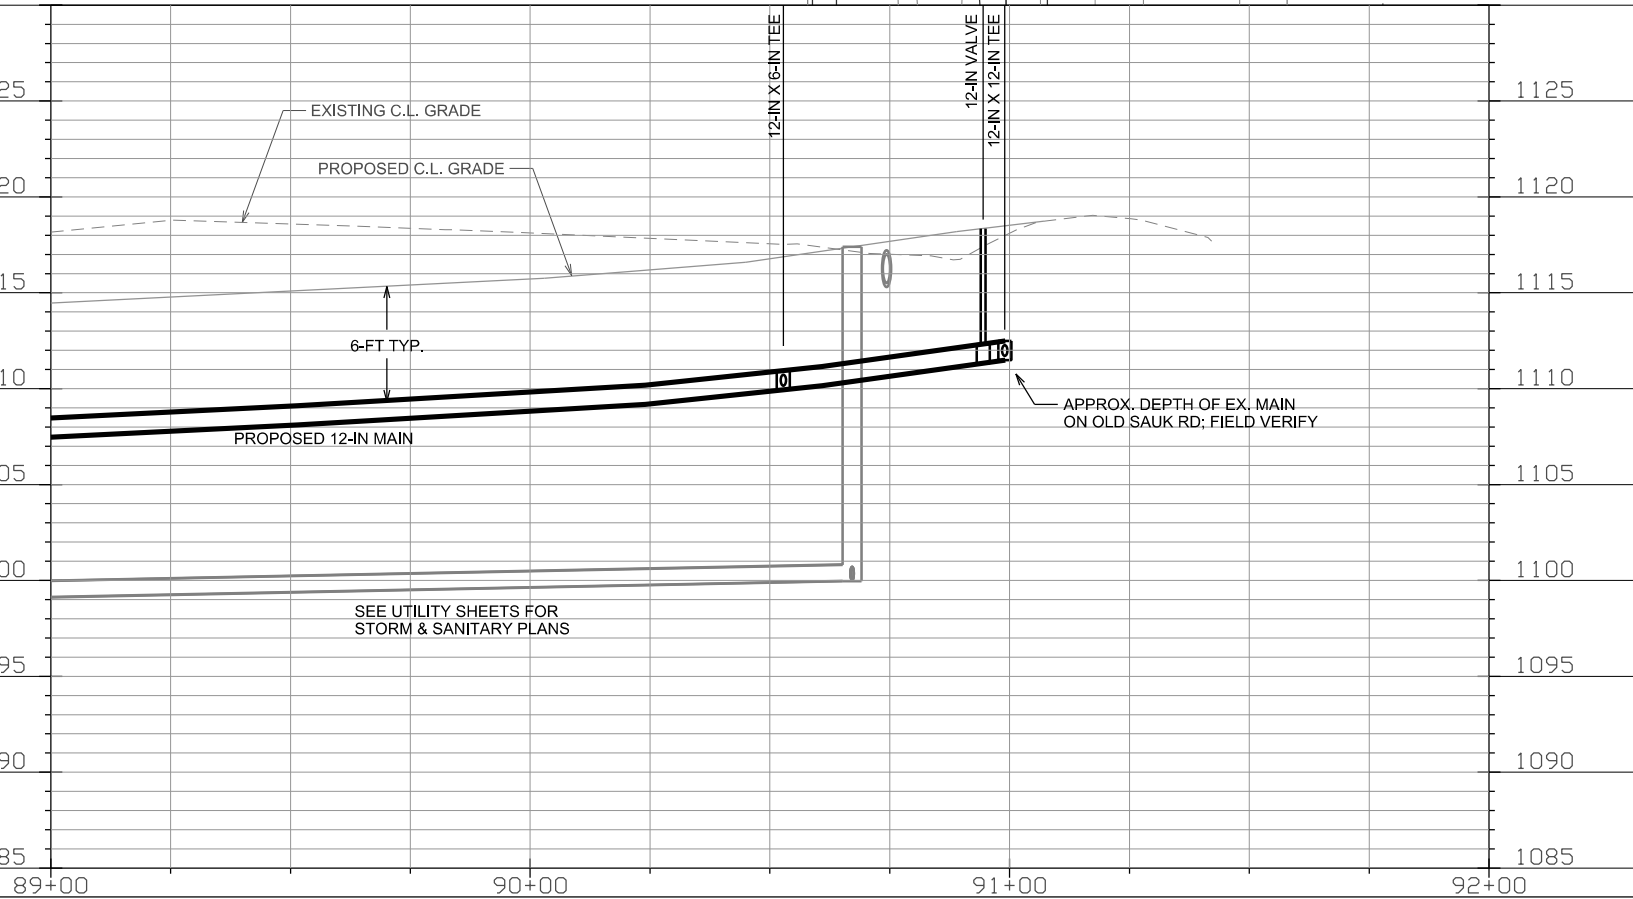 12-IN X 6-IN TEE
12-IN VALVE
12-IN X 12-IN TEE
25
1125
EXISTING C.L. GRADE
PROPOSED C.L. GRADE
20
1120
15
1115
6-FT TYP.
10
1110
APPROX. DEPTH OF EX. MAIN
ON OLD SAUK RD; FIELD VERIFY
PROPOSED 12-IN MAIN
05
1105
00
1100
SEE UTILITY SHEETS FOR
STORM & SANITARY PLANS
95
1095
90
1090
85
1085
89+00
90+00
91+00
92+00